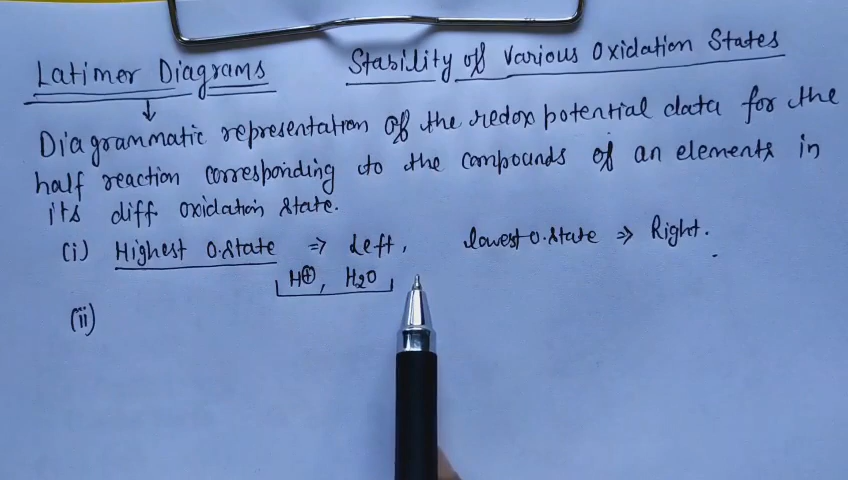 Latimer Diagrams Stability of Various Oxidation States
↓
Diagrammatic representation of the redox potential data for the
half reaction corresponding to the compounds of an elements in
its diff oxidation state.
(i) Highest O.state ⇒ Left, lowest O.state ⇒ Right.
H⊕, H2O
(ii)